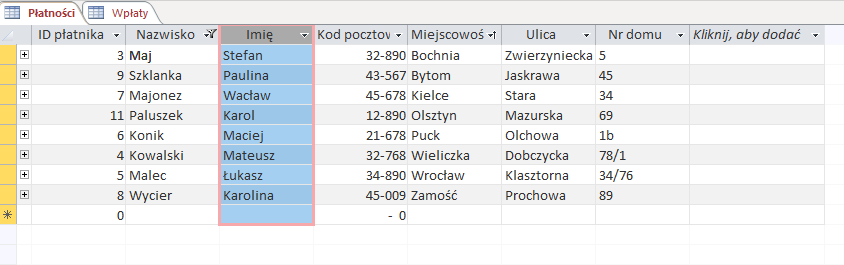 Płatności Wpłaty
ID płatnika Nazwisko Imię Kod pocztow Miejscowoś Ulica Nr domu Kliknij, aby dodać
3 Maj Stefan 32-890 Bochnia Zwierzyniecka 5
9 Szklanka Paulina 43-567 Bytom Jaskrawa 45
7 Majonez Wacław 45-678 Kielce Stara 34
11 Paluszek Karol 12-890 Olsztyn Mazurska 69
6 Konik Maciej 21-678 Puck Olchowa 1b
4 Kowalski Mateusz 32-768 Wieliczka Dobczycka 78/1
5 Malec Łukasz 34-890 Wrocław Klasztorna 34/76
8 Wycier Karolina 45-009 Zamość Prochowa 89
0 - 0